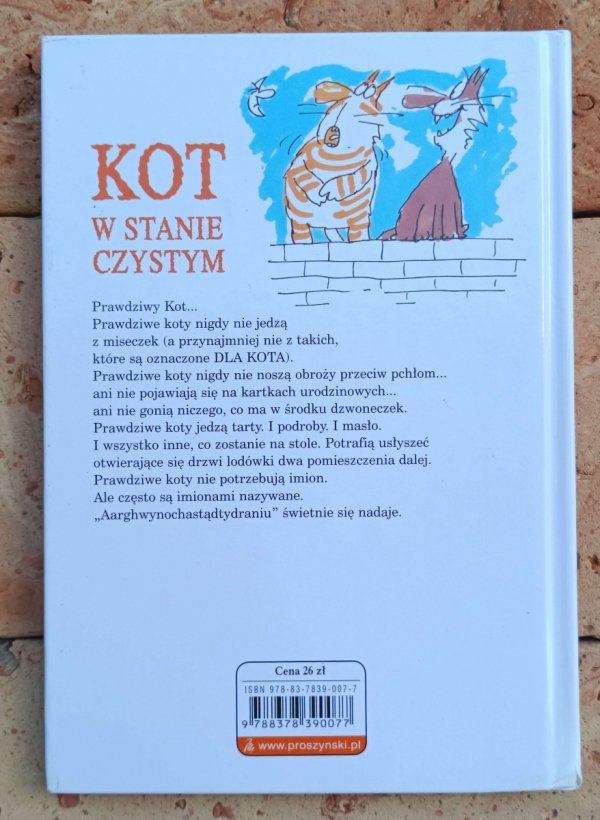 KOT
W STANIE
CZYSTYM
Prawdziwy Kot...
Prawdziwe koty nigdy nie jedzą
z miseczek (a przynajmniej nie z takich,
które są oznaczone DLA KOTA).
Prawdziwe koty nigdy nie noszą obroży przeciw pchłom...
ani nie pojawiają się na kartkach urodzinowych...
ani nie gonią niczego, co ma w środku dzwoneczek.
Prawdziwe koty jedzą tarty. I podroby. I masło.
I wszystko inne, co zostanie na stole. Potrafią usłyszeć
otwierające się drzwi lodówki dwa pomieszczenia dalej.
Prawdziwe koty nie potrzebują imion.
Ale często są imionami nazywane.
„Aarghwynochastądtydraniu” świetnie się nadaje.
Cena 26 zł
ISBN 978-83-7839-007-7
9 788378 390077
www.proszynski.pl